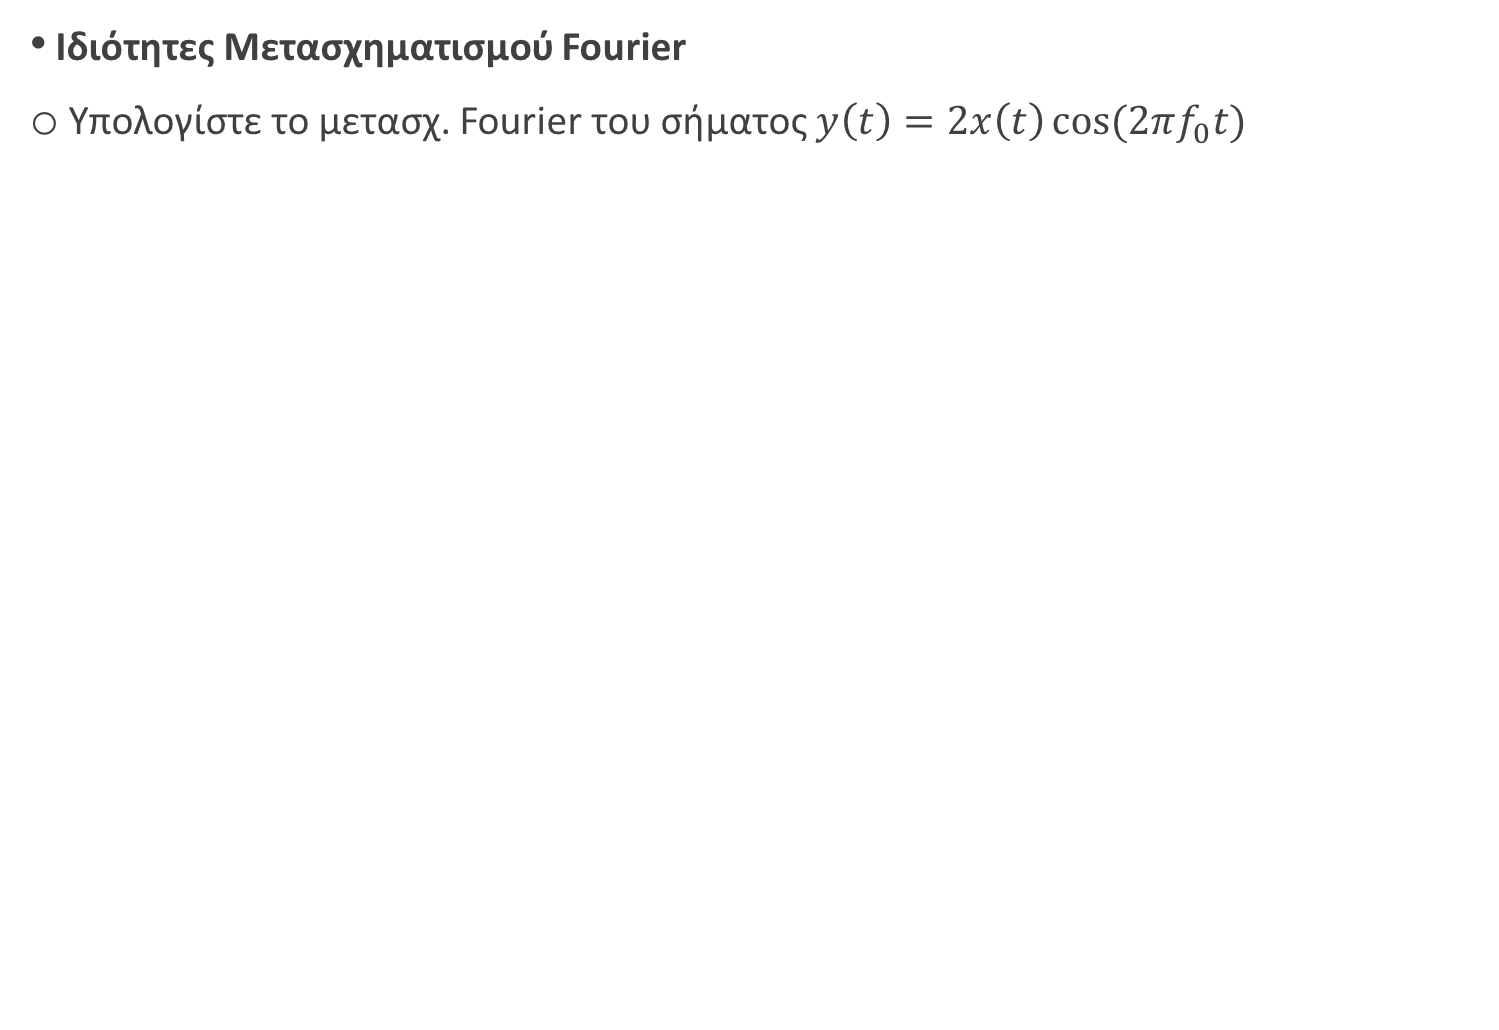 • Ιδιότητες Μετασχηματισμού Fourier
○ Υπολογίστε το μετασχ. Fourier του σήματος y(t) = 2x(t) cos(2πf₀t)